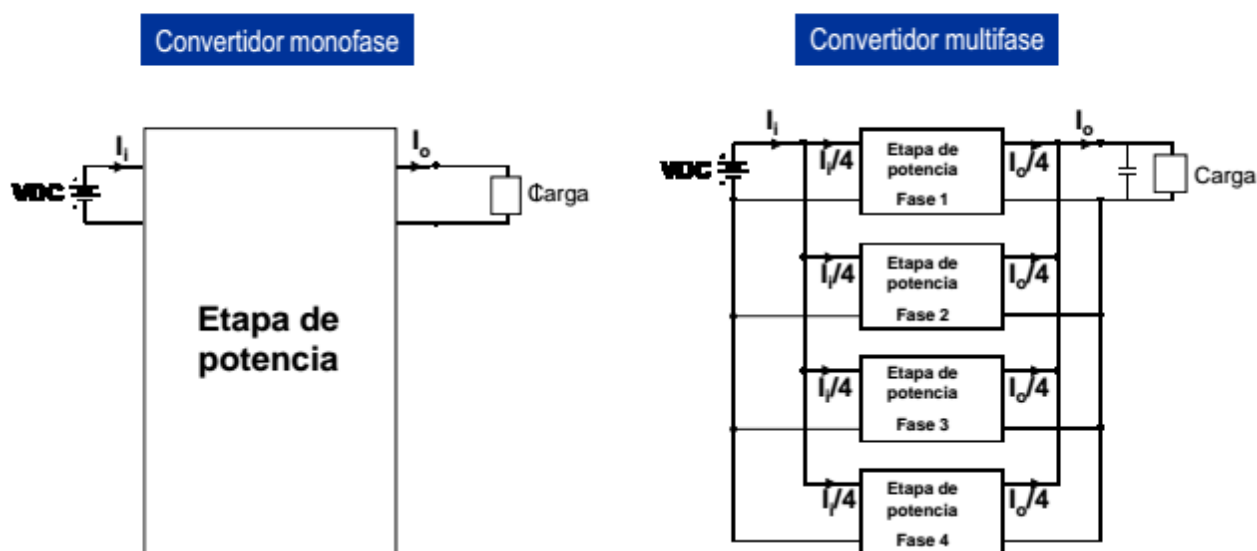 Convertidor monofase
Convertidor multifase
Iᵢ
Iₒ
VDC
Carga
Etapa de
potencia
Iᵢ
Iₒ
VDC
Carga
Iᵢ/4
Etapa de
potencia
Fase 1
Iₒ/4
Iᵢ/4
Etapa de
potencia
Fase 2
Iₒ/4
Iᵢ/4
Etapa de
potencia
Fase 3
Iₒ/4
Iᵢ/4
Etapa de
potencia
Fase 4
Iₒ/4